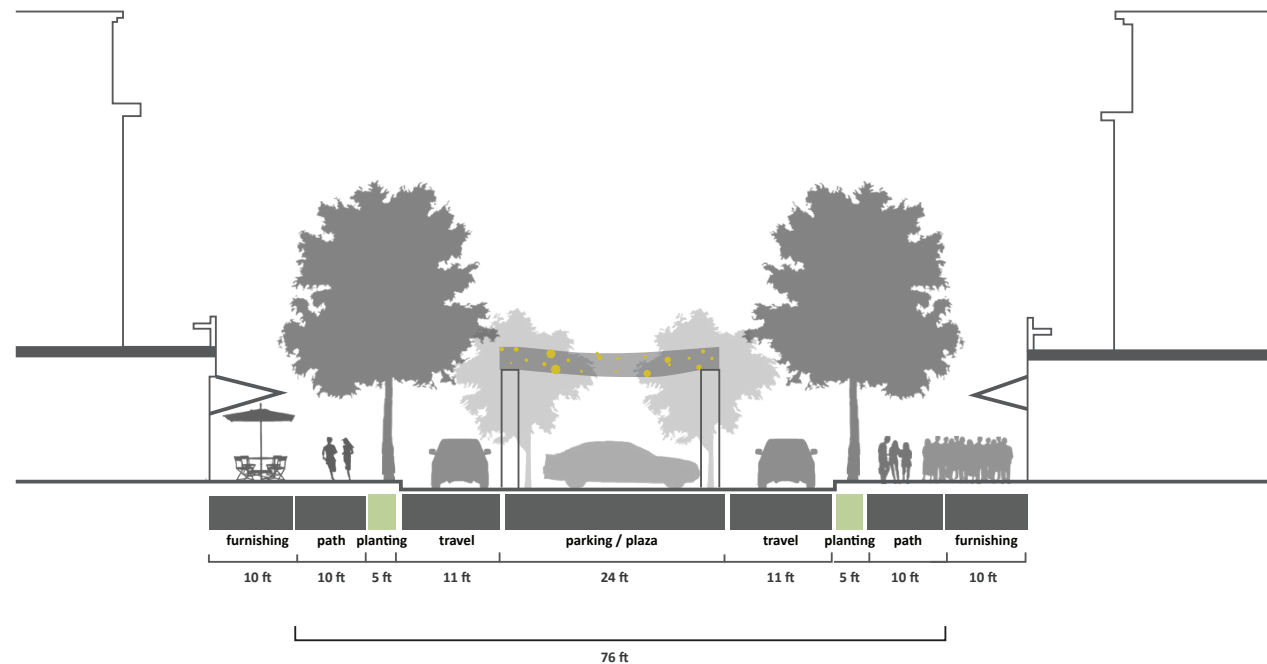 furnishing path planting travel parking / plaza travel planting path furnishing
10 ft 10 ft 5 ft 11 ft 24 ft 11 ft 5 ft 10 ft 10 ft
76 ft